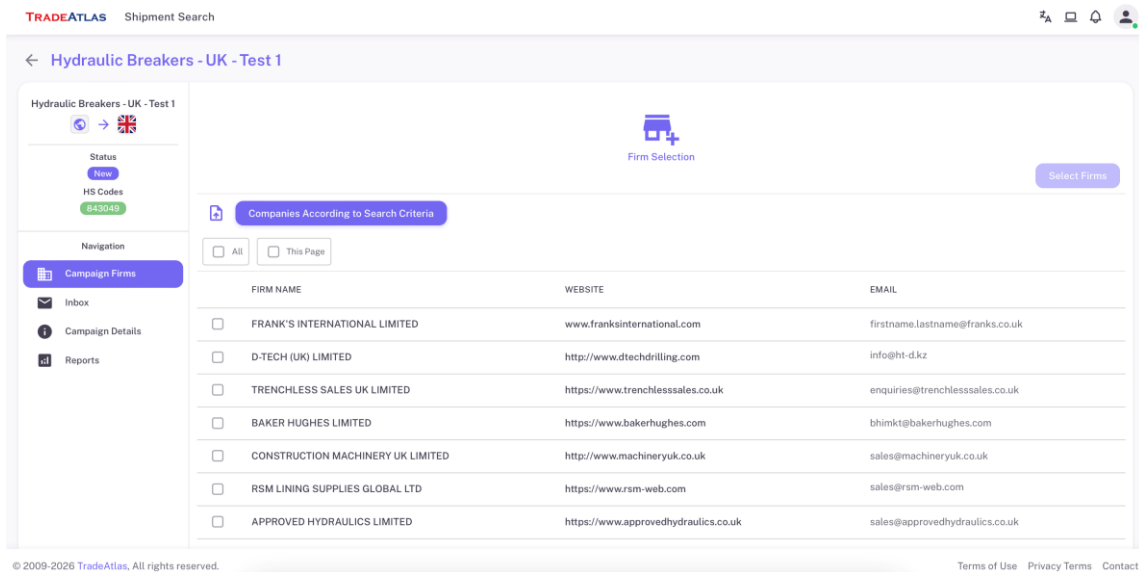 TRADEATLAS Shipment Search
Hydraulic Breakers - UK - Test 1
Hydraulic Breakers - UK - Test 1
Status
New
HS Codes
843049
Navigation
Campaign Firms
Inbox
Campaign Details
Reports
Firm Selection
Select Firms
Companies According to Search Criteria
All This Page
FIRM NAME WEBSITE EMAIL
FRANK'S INTERNATIONAL LIMITED www.franksinternational.com firstname.lastname@franks.co.uk
D-TECH (UK) LIMITED http://www.dtechdrilling.com info@ht-d.kz
TRENCHLESS SALES UK LIMITED https://www.trenchlesssales.co.uk enquiries@trenchlesssales.co.uk
BAKER HUGHES LIMITED https://www.bakerhughes.com bhimkt@bakerhughes.com
CONSTRUCTION MACHINERY UK LIMITED http://www.machineryuk.co.uk sales@machineryuk.co.uk
RSM LINING SUPPLIES GLOBAL LTD https://www.rsm-web.com sales@rsm-web.com
APPROVED HYDRAULICS LIMITED https://www.approvedhydraulics.co.uk sales@approvedhydraulics.co.uk
© 2009-2026 TradeAtlas, All rights reserved. Terms of Use Privacy Terms Contact